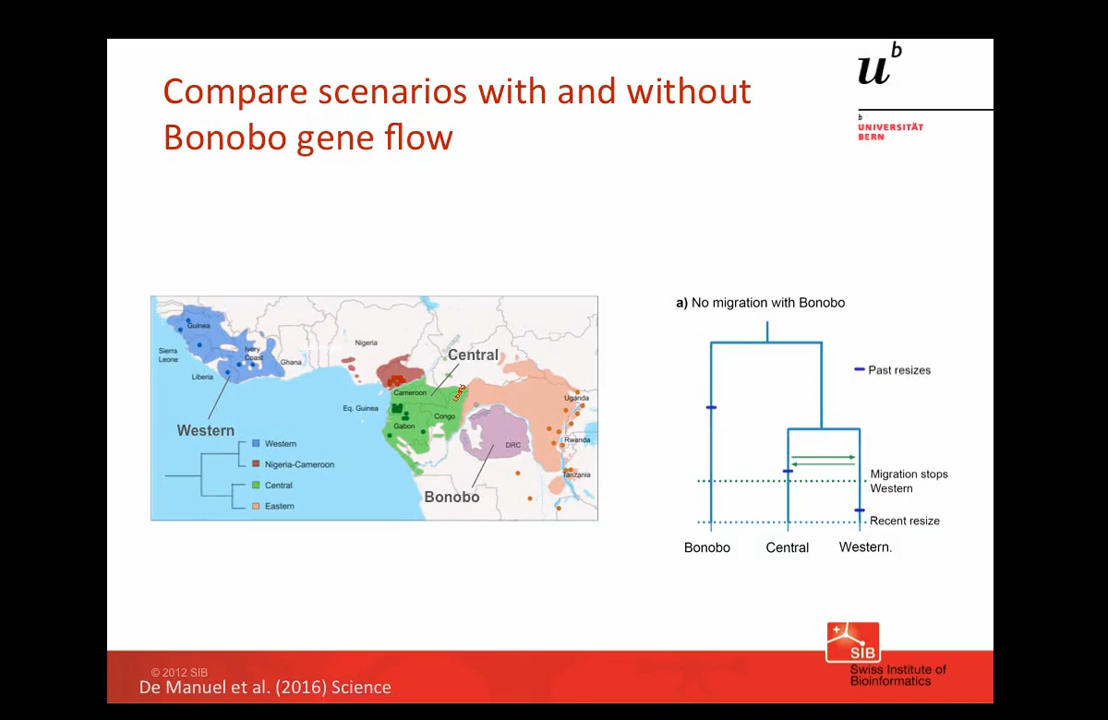 Compare scenarios with and without
Bonobo gene flow
u
b
b
UNIVERSITÄT
BERN
Guinea
Sierra
Leone
Ivory
Coast
Ghana
Liberia
Nigeria
Central
Cameroon
Eq. Guinea
Congo
Gabon
Uganda
Rwanda
DRC
Tanzania
Western
Bonobo
Western
Nigeria-Cameroon
Central
Eastern
a) No migration with Bonobo
Past resizes
Migration stops
Western
Recent resize
Bonobo
Central
Western.
SIB
Swiss Institute of
Bioinformatics
© 2012 SIB
De Manuel et al. (2016) Science